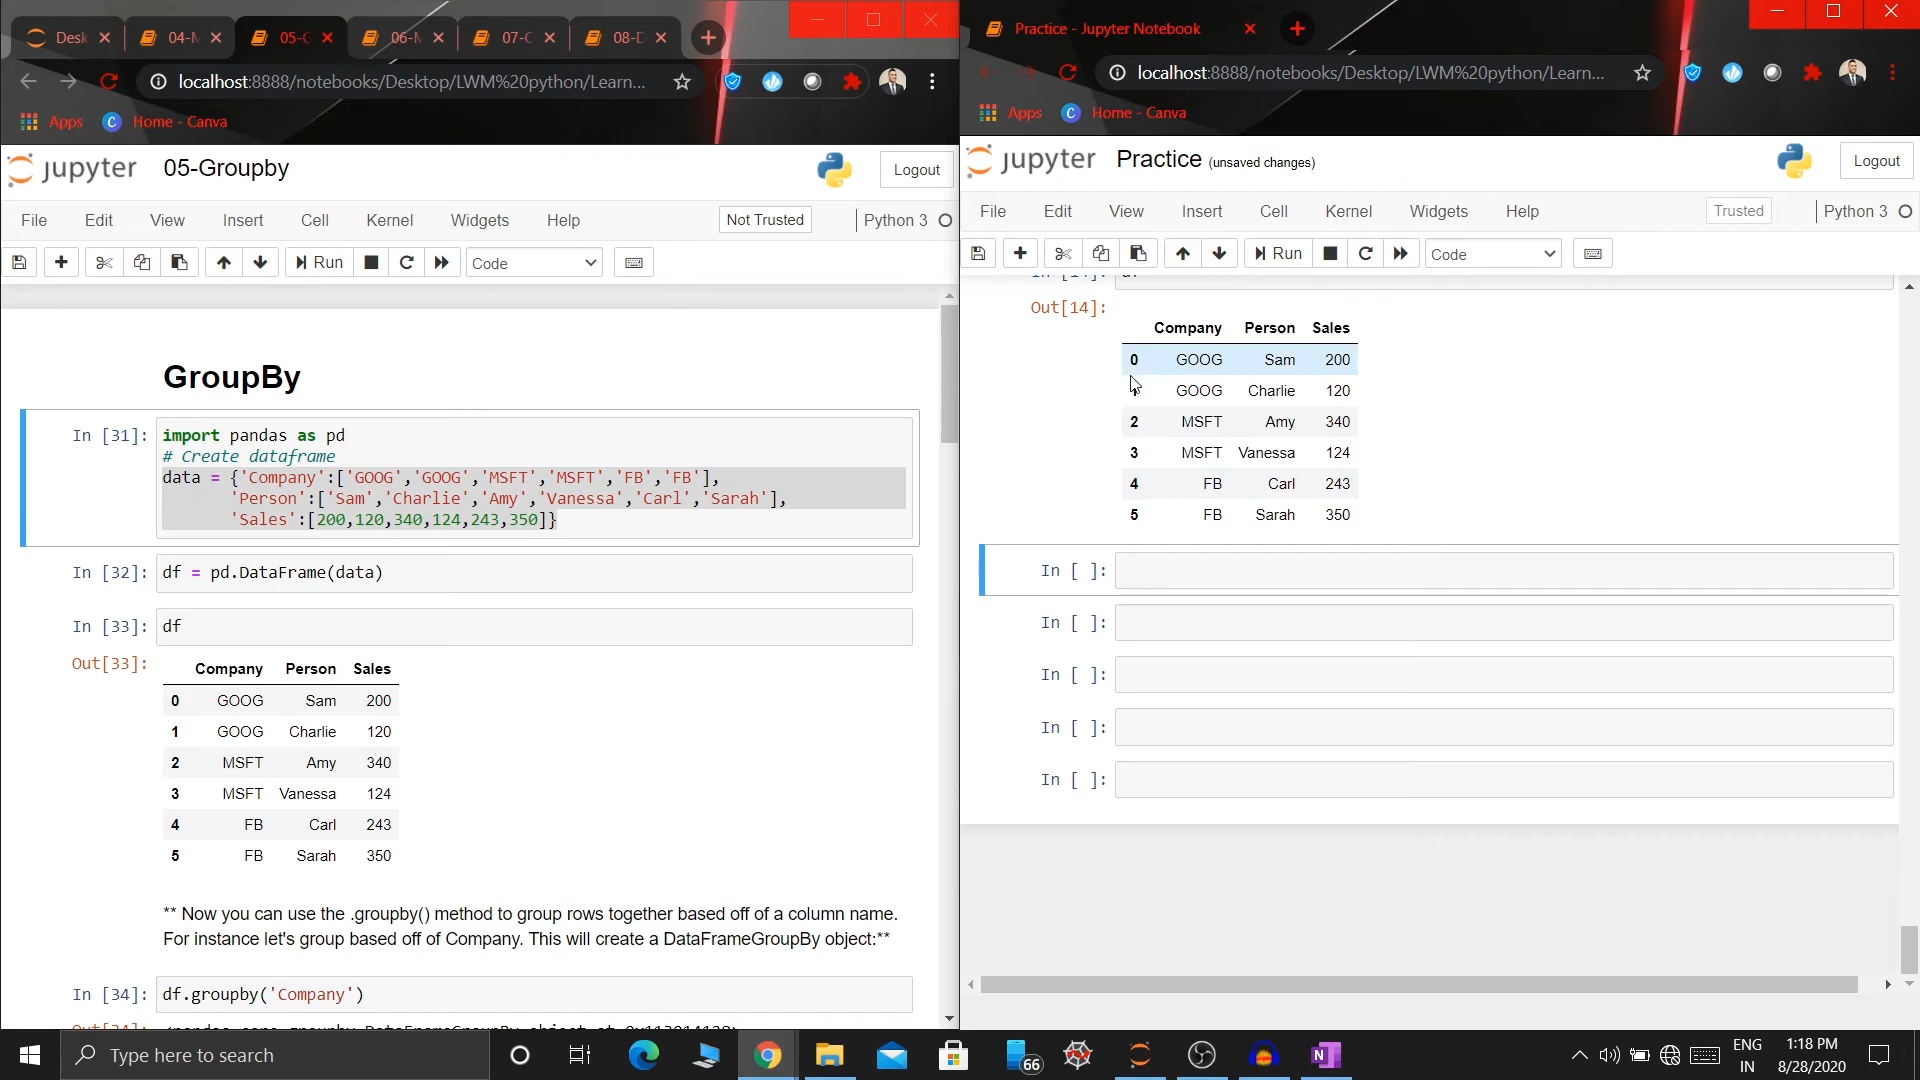 Desk
04-M
05-G
06-M
07-C
08-D
localhost:8888/notebooks/Desktop/LWM%20python/Learn...
Apps
Home - Canva
jupyter
05-Groupby
Logout
File Edit View Insert Cell Kernel Widgets Help
Not Trusted
Python 3
Run
Code
GroupBy
In [31]:
import pandas as pd
# Create dataframe
data = {'Company':['GOOG','GOOG','MSFT','MSFT','FB','FB'],
'Person':['Sam','Charlie','Amy','Vanessa','Carl','Sarah'],
'Sales':[200,120,340,124,243,350]}
In [32]: df = pd.DataFrame(data)
In [33]: df
Out[33]:
Company Person Sales
0 GOOG Sam 200
1 GOOG Charlie 120
2 MSFT Amy 340
3 MSFT Vanessa 124
4 FB Carl 243
5 FB Sarah 350
** Now you can use the .groupby() method to group rows together based off of a column name.
For instance let's group based off of Company. This will create a DataFrameGroupBy object:**
In [34]: df.groupby('Company')
Practice - Jupyter Notebook
localhost:8888/notebooks/Desktop/LWM%20python/Learn...
Apps
Home - Canva
jupyter
Practice (unsaved changes)
Logout
File Edit View Insert Cell Kernel Widgets Help
Trusted
Python 3
Run
Code
Out[14]:
Company Person Sales
0 GOOG Sam 200
GOOG Charlie 120
2 MSFT Amy 340
3 MSFT Vanessa 124
4 FB Carl 243
5 FB Sarah 350
In [ ]:
In [ ]:
In [ ]:
In [ ]:
In [ ]:
Type here to search
66
N
ENG
IN
1:18 PM
8/28/2020